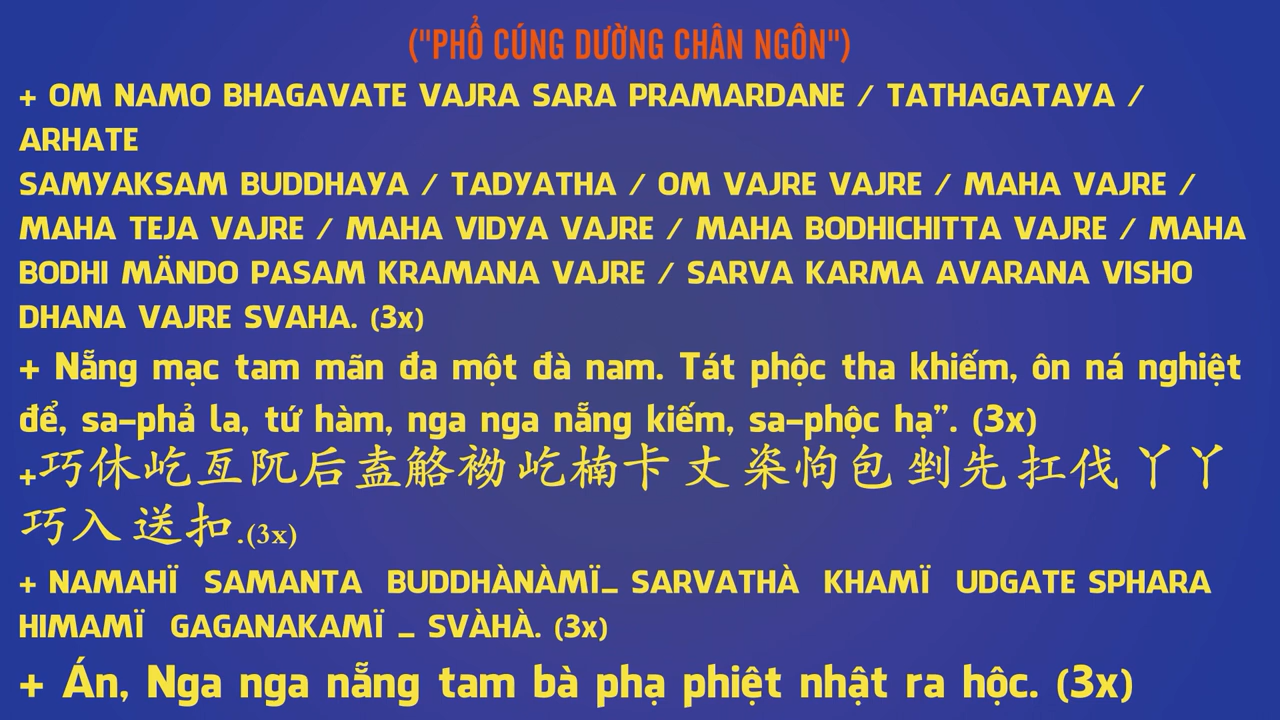 ("PHỔ CÚNG DƯỜNG CHÂN NGÔN")
+ OM NAMO BHAGAVATE VAJRA SARA PRAMARDANE / TATHAGATAYA /
ARHATE
SAMYAKSAM BUDDHAYA / TADYATHA / OM VAJRE VAJRE / MAHA VAJRE /
MAHA TEJA VAJRE / MAHA VIDYA VAJRE / MAHA BODHICHITTA VAJRE / MAHA
BODHI MÄNDO PASAM KRAMANA VAJRE / SARVA KARMA AVARANA VISHO
DHANA VAJRE SVAHA. (3x)
+ Nẵng mạc tam mãn đa một đà nam. Tát phộc tha khiếm, ôn ná nghiệt
để, sa-phả la, tứ hàm, nga nga nẵng kiếm, sa-phộc hạ”. (3x)
+巧休屹亙阢后盍觡袎 屹楠卡 丈 桼恦包 剉先 扛伐 丫丫
巧入 送扣.(3x)
+ NAMAHÏ SAMANTA BUDDHÀNÀMÏ_ SARVATHÀ KHAMÏ UDGATE SPHARA
HIMAMÏ GAGANAKAMÏ _ SVÀHÀ. (3x)
+ Án, Nga nga nẵng tam bà phạ phiệt nhật ra hộc. (3x)